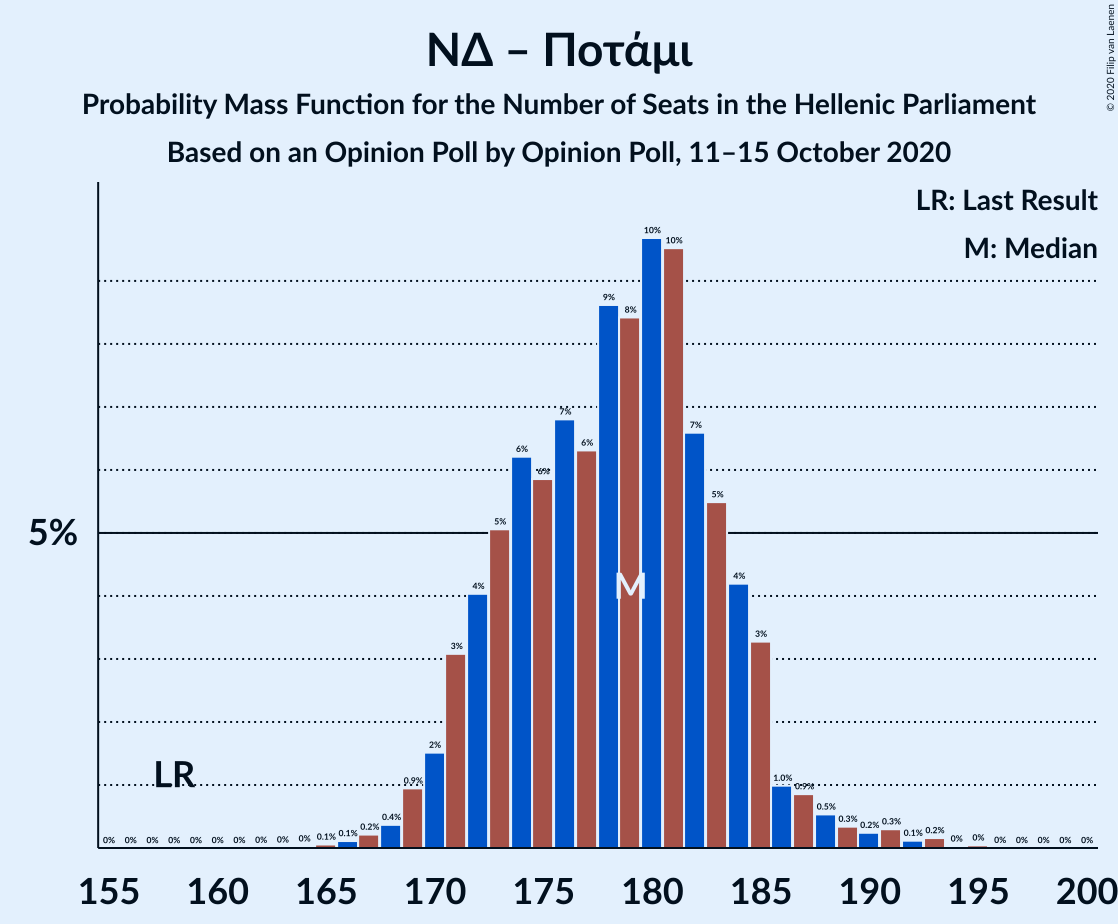 ΝΔ – Ποτάμι
Probability Mass Function for the Number of Seats in the Hellenic Parliament
Based on an Opinion Poll by Opinion Poll, 11–15 October 2020
© 2020 Filip van Laenen
LR: Last Result
M: Median
5%
LR
M
0% 0% 0% 0% 0% 0% 0% 0% 0% 0% 0.1% 0.1% 0.2% 0.4% 0.9% 2% 3% 4% 5% 6% 6% 7% 6% 9% 8% 10% 10% 7% 5% 4% 3% 1.0% 0.9% 0.5% 0.3% 0.2% 0.3% 0.1% 0.2% 0% 0% 0% 0% 0% 0% 0%
155 160 165 170 175 180 185 190 195 200